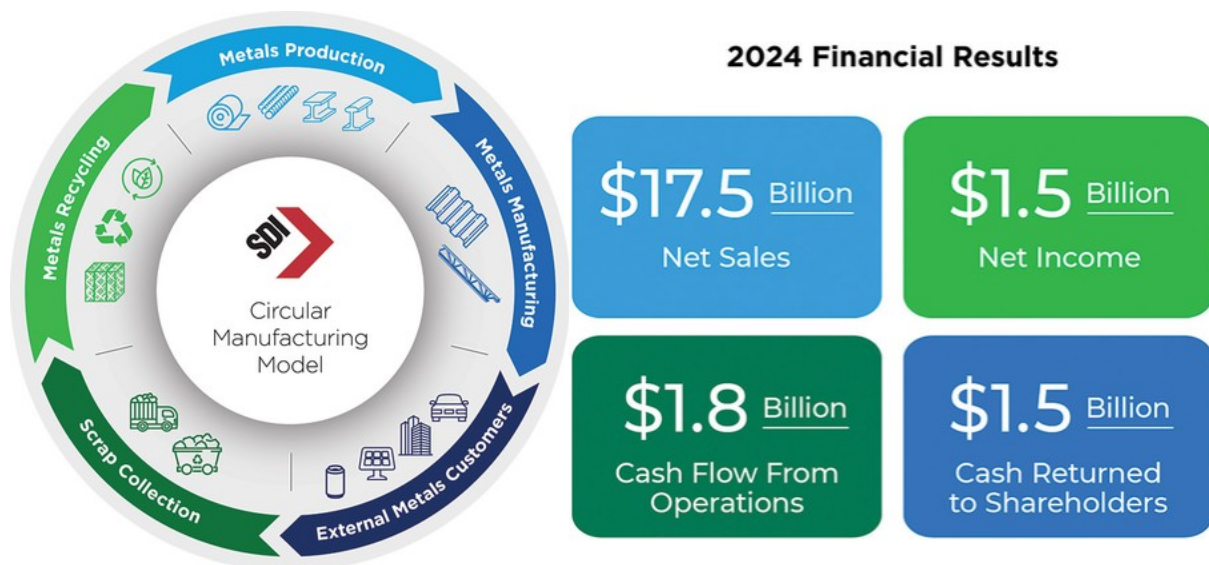 Metals Production
Metals Manufacturing
External Metals Customers
Scrap Collection
Metals Recycling
SDI
Circular
Manufacturing
Model
2024 Financial Results
$17.5 Billion
Net Sales
$1.5 Billion
Net Income
$1.8 Billion
Cash Flow From
Operations
$1.5 Billion
Cash Returned
to Shareholders